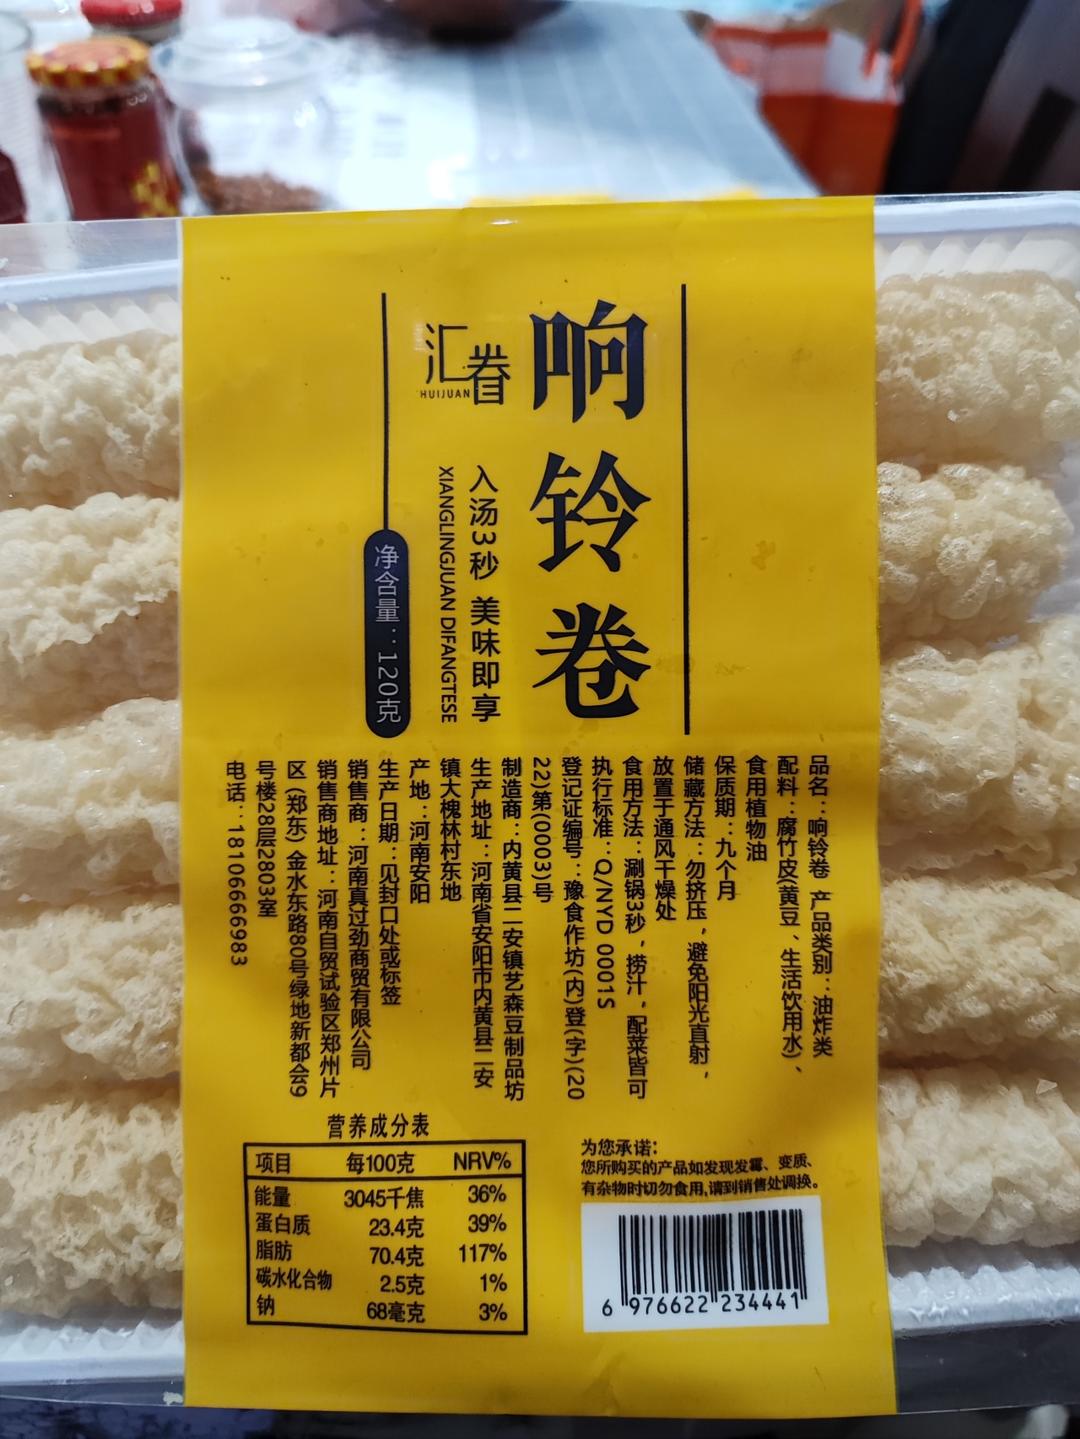 响铃卷
汇眷
HUIJUAN
入汤3秒 美味即享
XIANGLINGJUAN DIFANGTESE
净含量：120克
品名：响铃卷 产品类别：油炸类
配料：腐竹皮(黄豆、生活饮用水)、
食用植物油
保质期：九个月
储藏方法：勿挤压，避免阳光直射，
放置于通风干燥处
食用方法：涮锅3秒，捞汁，配菜皆可
执行标准：Q/NYD 0001S
登记证编号：豫食作坊(内)登(字)(20
22)第(0003)号
制造商：内黄县二安镇艺森豆制品坊
生产地址：河南省安阳市内黄县二安
镇大槐林村东地
产地：河南安阳
生产日期：见封口处或标签
销售商：河南真过劲商贸有限公司
销售商地址：河南自贸试验区郑州片
区(郑东)金水东路80号绿地新都会9
号楼28层2803室
电话：18106666983
营养成分表
项目 每100克 NRV%
能量 3045千焦 36%
蛋白质 23.4克 39%
脂肪 70.4克 117%
碳水化合物 2.5克 1%
钠 68毫克 3%
为您承诺：
您所购买的产品如发现发霉、变质、
有杂物时切勿食用,请到销售处调换。
6 976622 234441